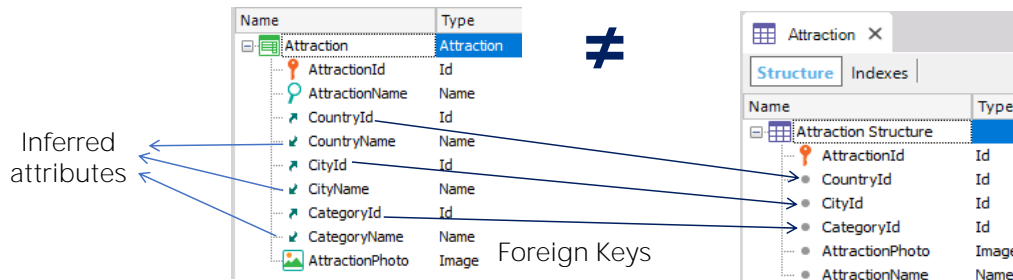 Name Type
Attraction Attraction
AttractionId Id
AttractionName Name
CountryId Id
CountryName Name
CityId Id
CityName Name
CategoryId Id
CategoryName Name
AttractionPhoto Image
Inferred
attributes
≠
Foreign Keys
Attraction X
Structure Indexes
Name Type
Attraction Structure
AttractionId Id
CountryId Id
CityId Id
CategoryId Id
AttractionPhoto Image
AttractionName Name